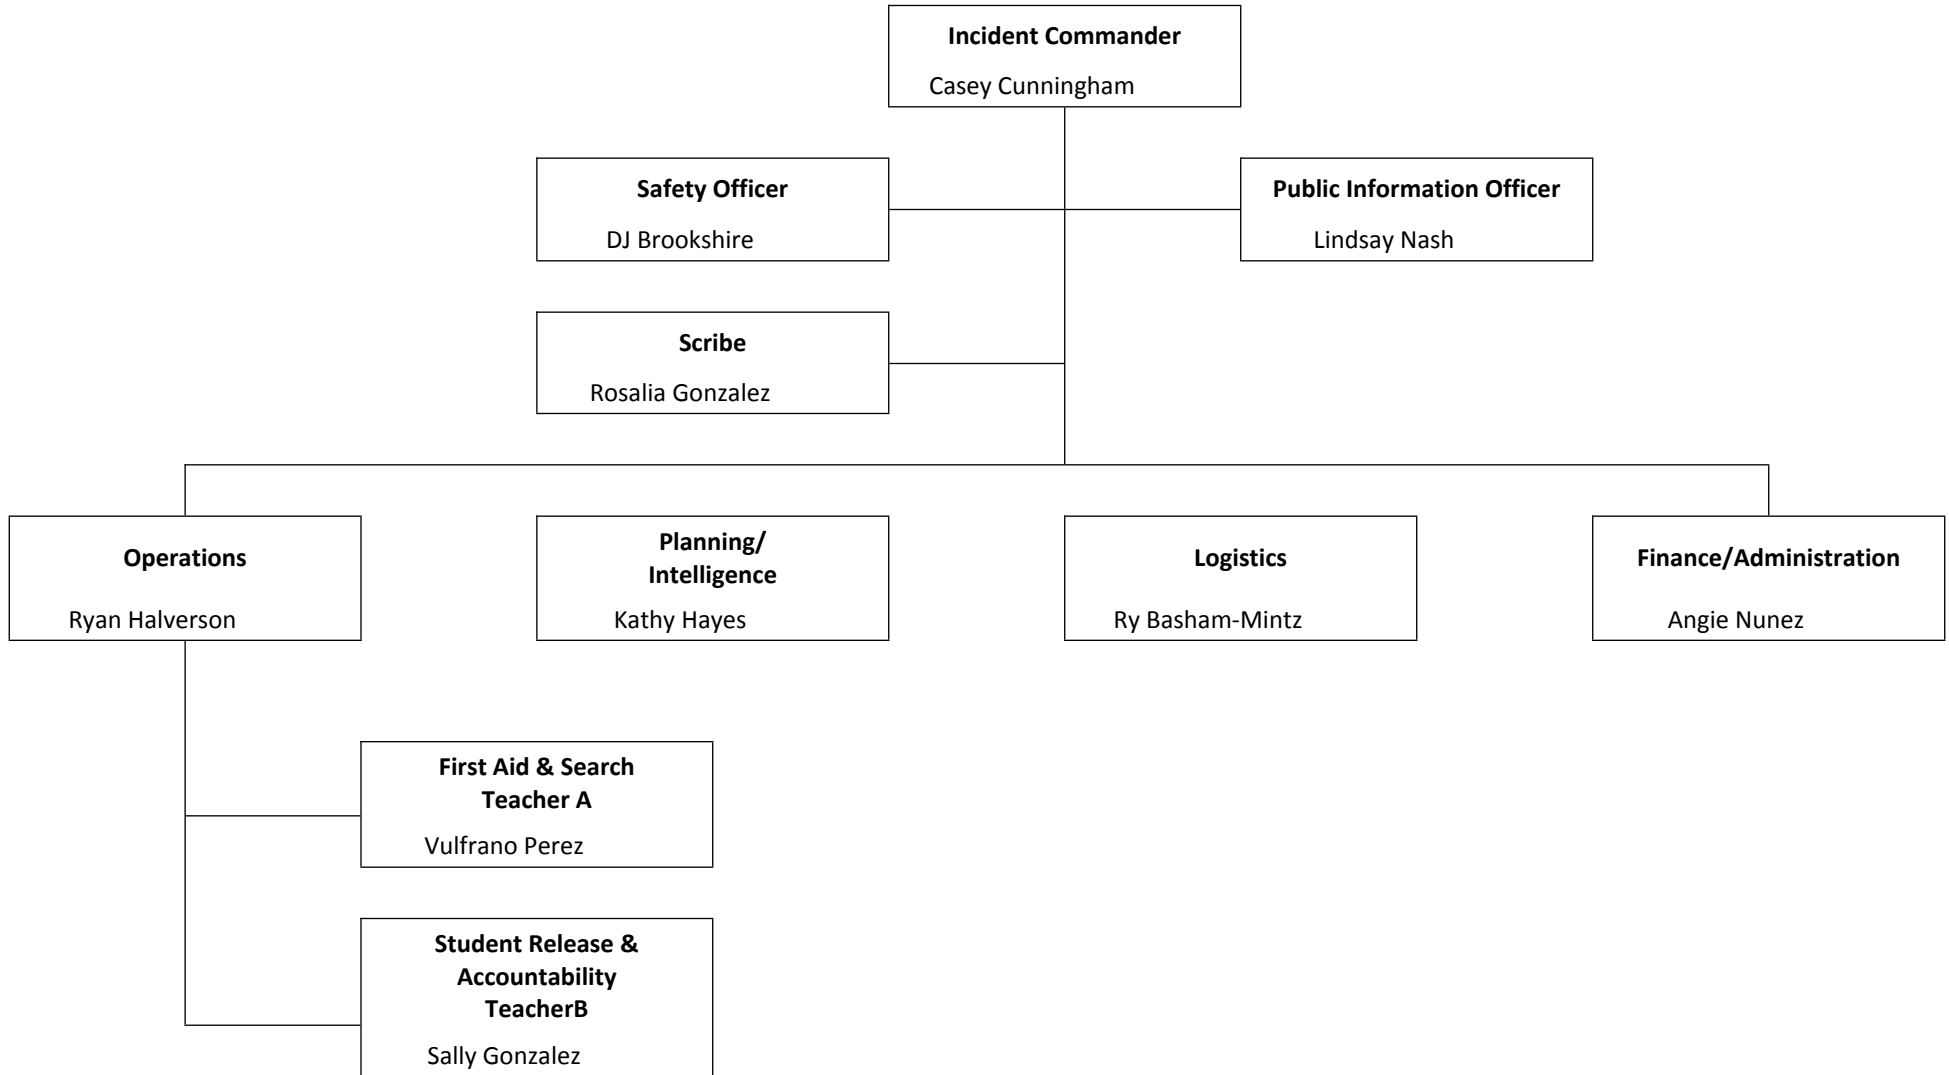 Incident Commander
Casey Cunningham
Safety Officer
DJ Brookshire
Public Information Officer
Lindsay Nash
Scribe
Rosalia Gonzalez
Operations
Ryan Halverson
Planning/
Intelligence
Kathy Hayes
Logistics
Ry Basham-Mintz
Finance/Administration
Angie Nunez
First Aid & Search
Teacher A
Vulfrano Perez
Student Release &
Accountability
TeacherB
Sally Gonzalez